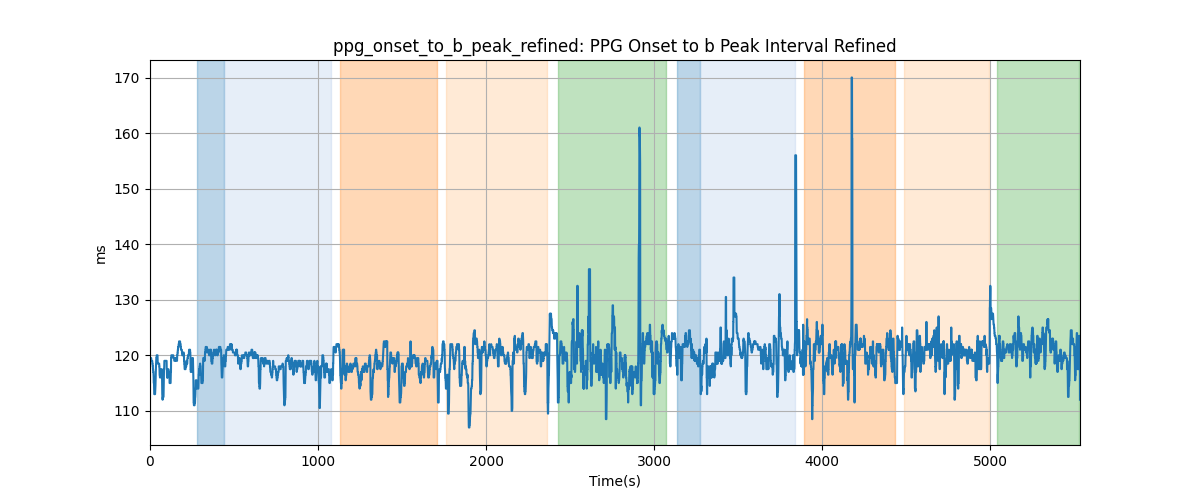 ppg_onset_to_b_peak_refined: PPG Onset to b Peak Interval Refined
170
160
150
140
130
120
110
ms
0 1000 2000 3000 4000 5000
Time(s)